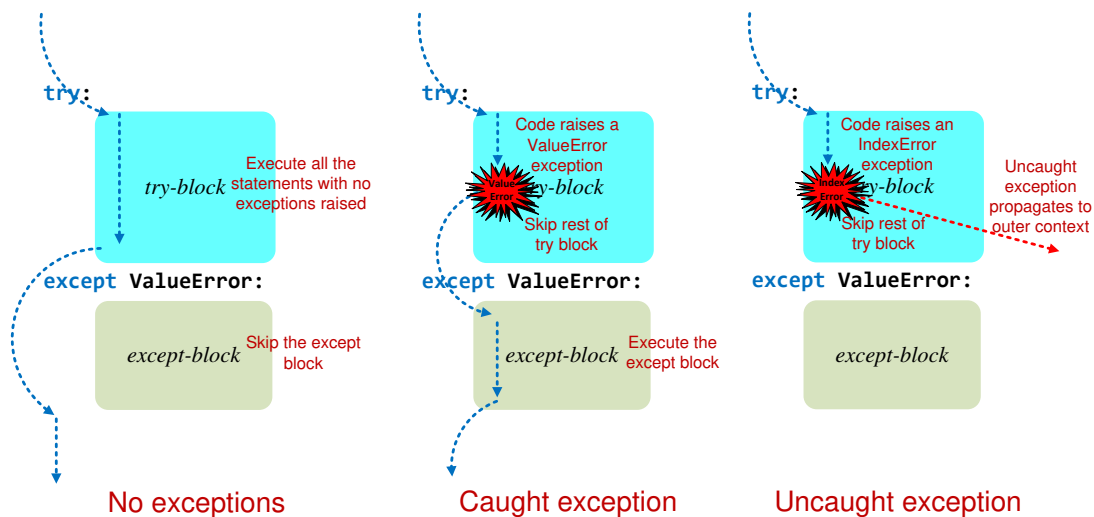 try:
Execute all the
statements with no
exceptions raised
try-block
except ValueError:
except-block
Skip the except
block
No exceptions
try:
Code raises a
ValueError
exception
Value
Error
ry-block
Skip rest of
try block
except ValueError:
except-block
Execute the
except block
Caught exception
try:
Code raises an
IndexError
exception
Index
Error
ry-block
Skip rest of
try block
Uncaught
exception
propagates to
outer context
except ValueError:
except-block
Uncaught exception